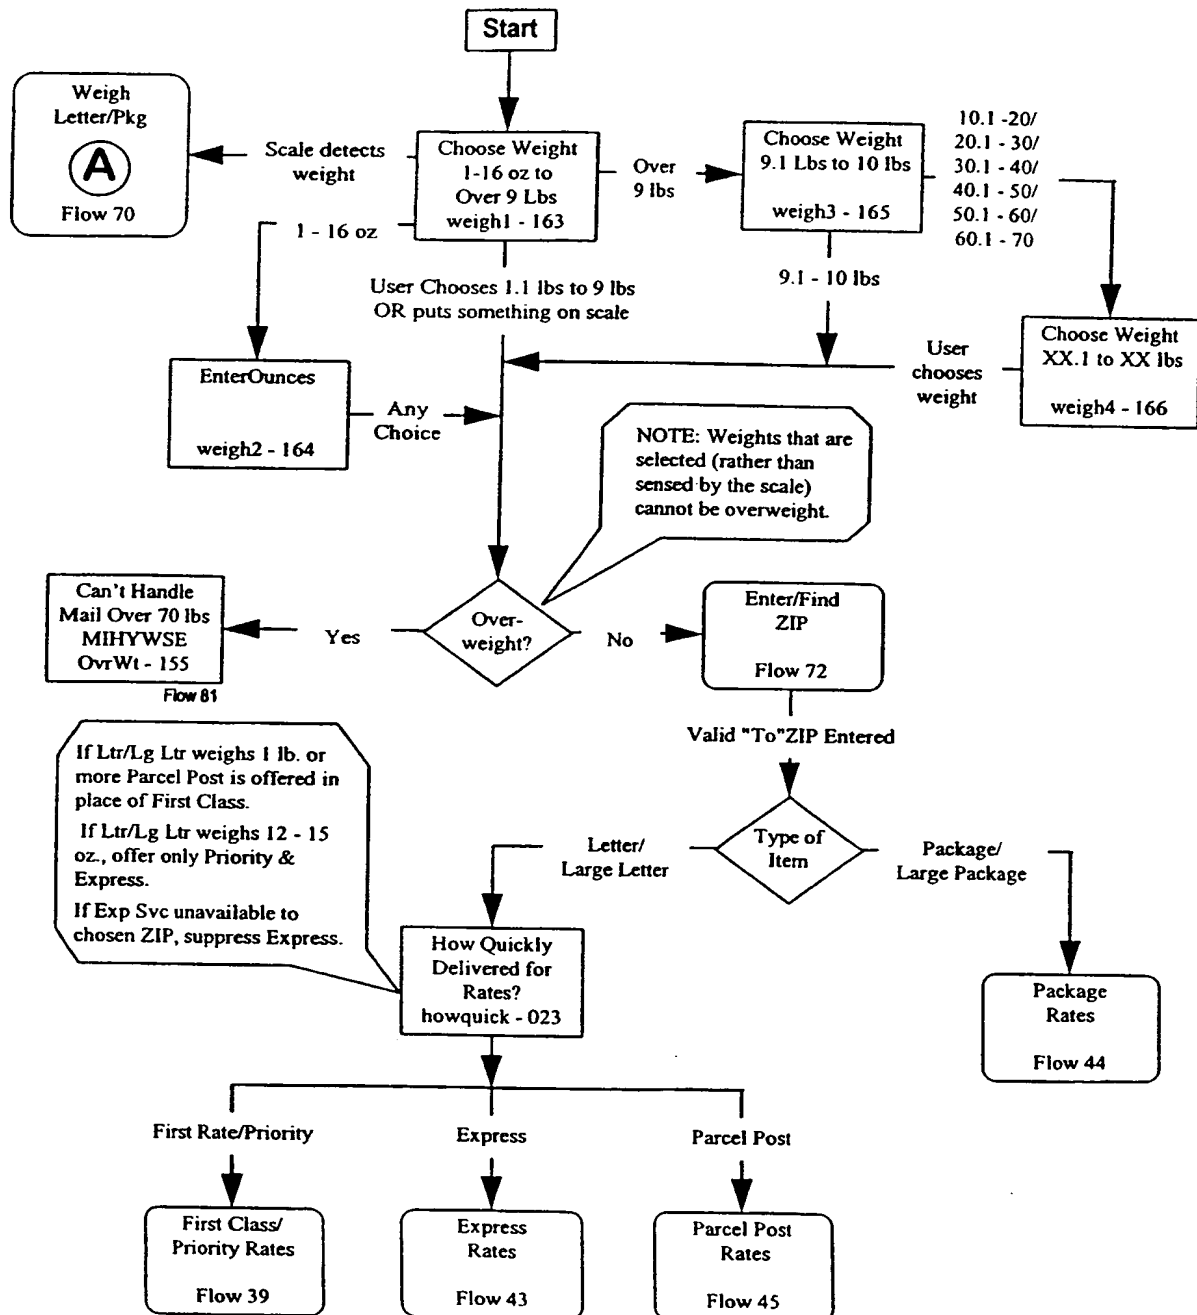 Start
Weigh
Letter/Pkg
A
Flow 70
Scale detects
weight
Choose Weight
1-16 oz to
Over 9 Lbs
weigh1 - 163
Over
9 lbs
Choose Weight
9.1 Lbs to 10 lbs
weigh3 - 165
10.1 -20/
20.1 - 30/
30.1 - 40/
40.1 - 50/
50.1 - 60/
60.1 - 70
1 - 16 oz
User Chooses 1.1 lbs to 9 lbs
OR puts something on scale
9.1 - 10 lbs
Choose Weight
XX.1 to XX lbs
weigh4 - 166
User
chooses
weight
EnterOunces
weigh2 - 164
Any
Choice
NOTE: Weights that are
selected (rather than
sensed by the scale)
cannot be overweight.
Can't Handle
Mail Over 70 lbs
MIHYWSE
OvrWt - 155
Flow 81
Yes
Over-
weight?
No
Enter/Find
ZIP
Flow 72
Valid "To"ZIP Entered
If Ltr/Lg Ltr weighs 1 lb. or
more Parcel Post is offered in
place of First Class.
If Ltr/Lg Ltr weighs 12 - 15
oz., offer only Priority &
Express.
If Exp Svc unavailable to
chosen ZIP, suppress Express.
Letter/
Large Letter
Type of
Item
Package/
Large Package
How Quickly
Delivered for
Rates?
howquick - 023
Package
Rates
Flow 44
First Rate/Priority
Express
Parcel Post
First Class/
Priority Rates
Flow 39
Express
Rates
Flow 43
Parcel Post
Rates
Flow 45